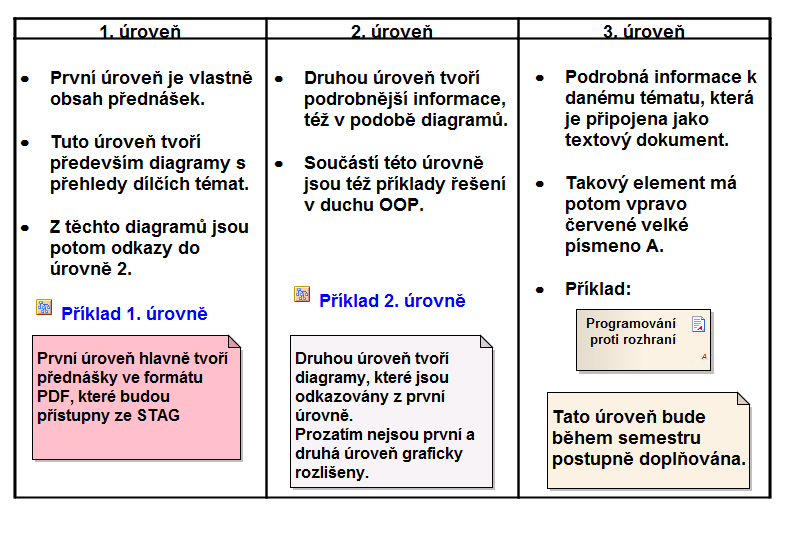 1. úroveň
První úroveň je vlastně
obsah přednášek.
Tuto úroveň tvoří
především diagramy s
přehledy dílčích témat.
Z těchto diagramů jsou
potom odkazy do
úrovně 2.
Příklad 1. úrovně
První úroveň hlavně tvoří
přednášky ve formátu
PDF, které budou
přístupny ze STAG
2. úroveň
Druhou úroveň tvoří
podrobnější informace,
též v podobě diagramů.
Součástí této úrovně
jsou též příklady řešení
v duchu OOP.
Příklad 2. úrovně
Druhou úroveň tvoří
diagramy, které jsou
odkazovány z první
úrovně.
Prozatím nejsou první a
druhá úroveň graficky
rozlišeny.
3. úroveň
Podrobná informace k
danému tématu, která
je připojena jako
textový dokument.
Takový element má
potom vpravo
červené velké
písmeno A.
Příklad:
Programování
proti rozhraní
A
Tato úroveň bude
během semestru
postupně doplňována.